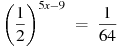 (1/2)^(5x−9) = 1/64